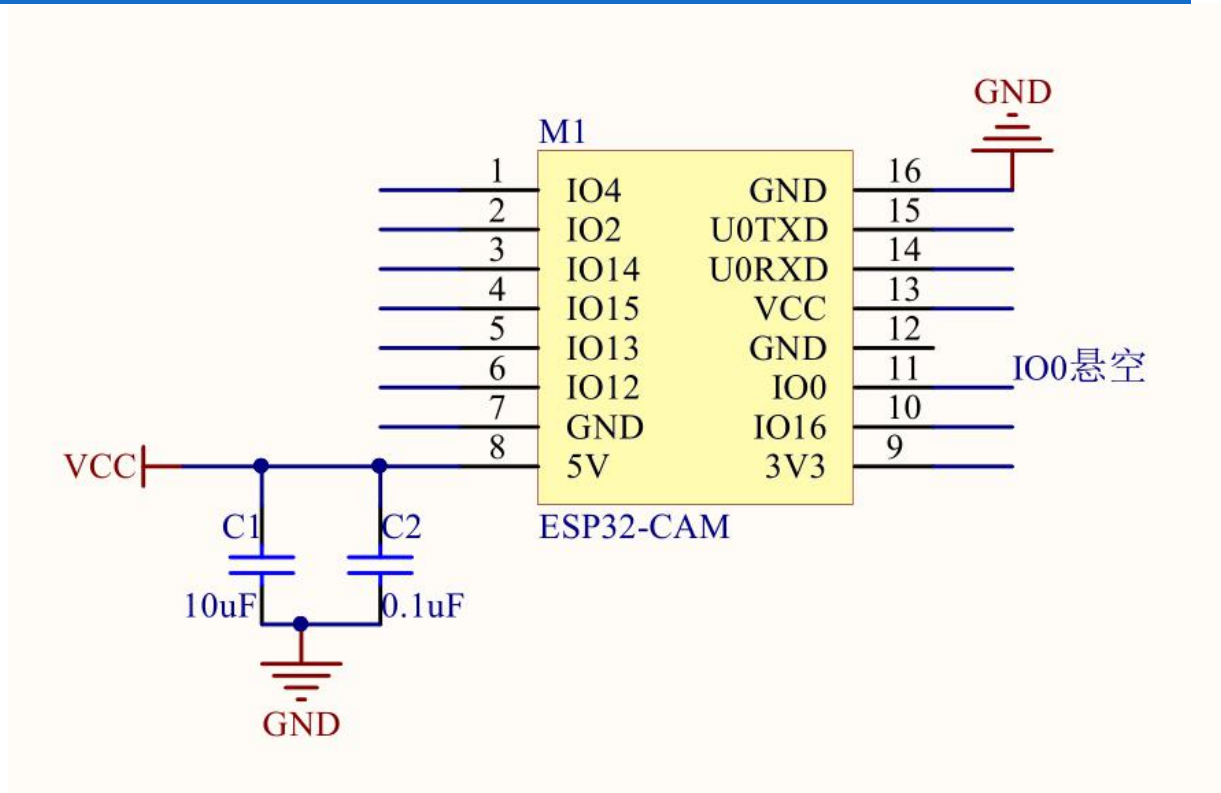 GND
M1
1 IO4 GND 16
2 IO2 U0TXD 15
3 IO14 U0RXD 14
4 IO15 VCC 13
5 IO13 GND 12
6 IO12 IO0 11 IO0悬空
7 GND IO16 10
VCC 8 5V 3V3 9
ESP32-CAM
C1 C2
10uF 0.1uF
GND